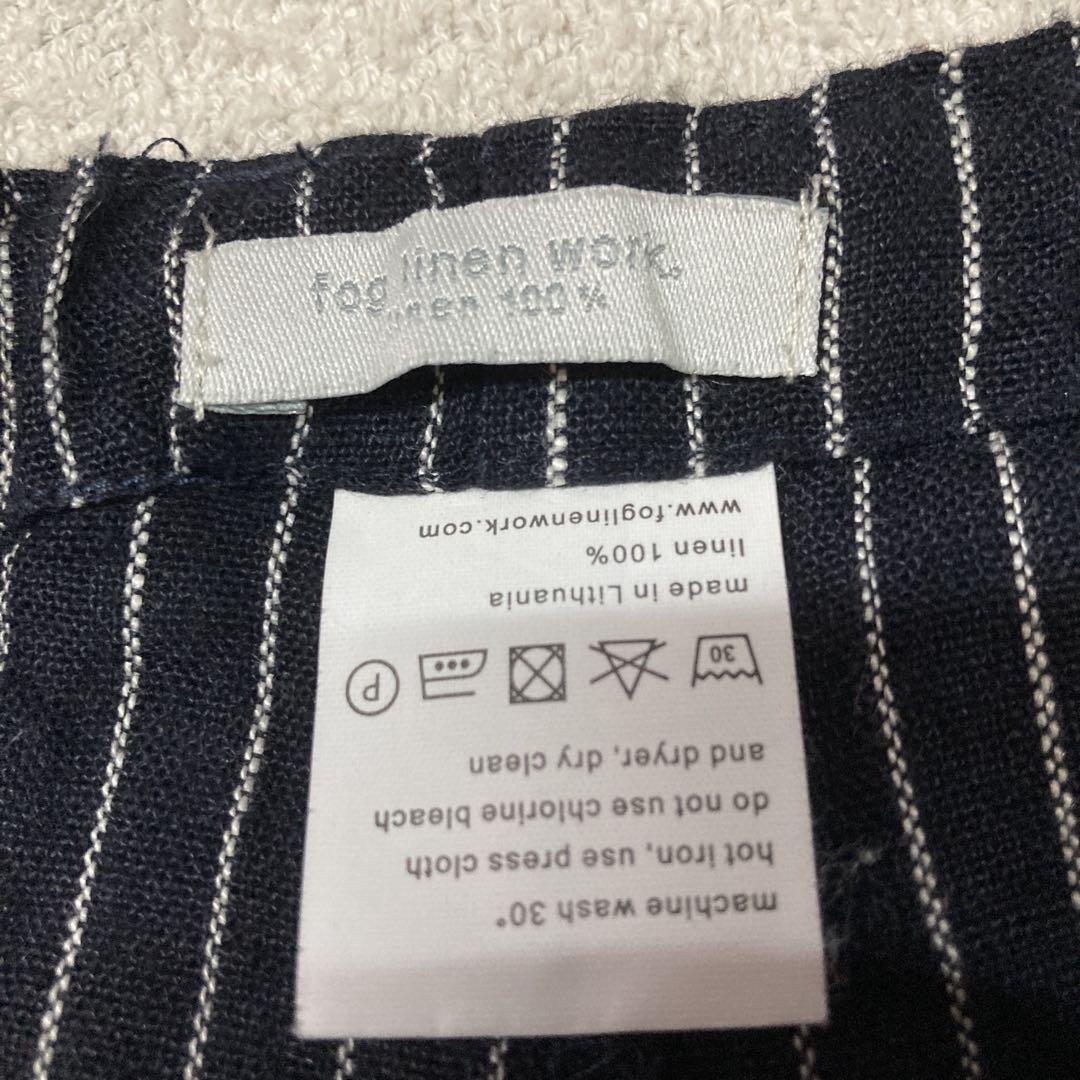 fog linen work.
linen 100%
machine wash 30°
hot iron, use press cloth
do not use chlorine bleach
and dryer, dry clean
30
P
made in Lithuania
linen 100%
www.foglinenwork.com